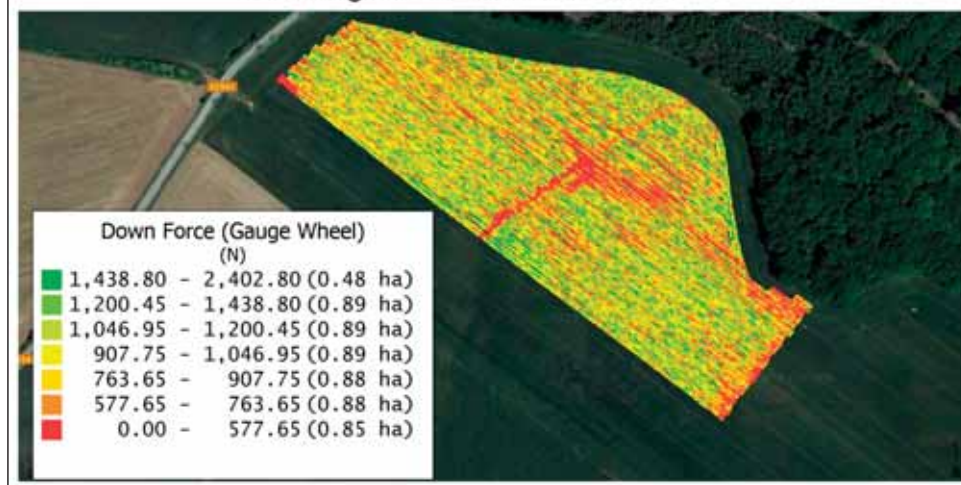 Down Force (Gauge Wheel)
(N)
1,438.80 - 2,402.80 (0.48 ha)
1,200.45 - 1,438.80 (0.89 ha)
1,046.95 - 1,200.45 (0.89 ha)
907.75 - 1,046.95 (0.89 ha)
763.65 - 907.75 (0.88 ha)
577.65 - 763.65 (0.88 ha)
0.00 - 577.65 (0.85 ha)